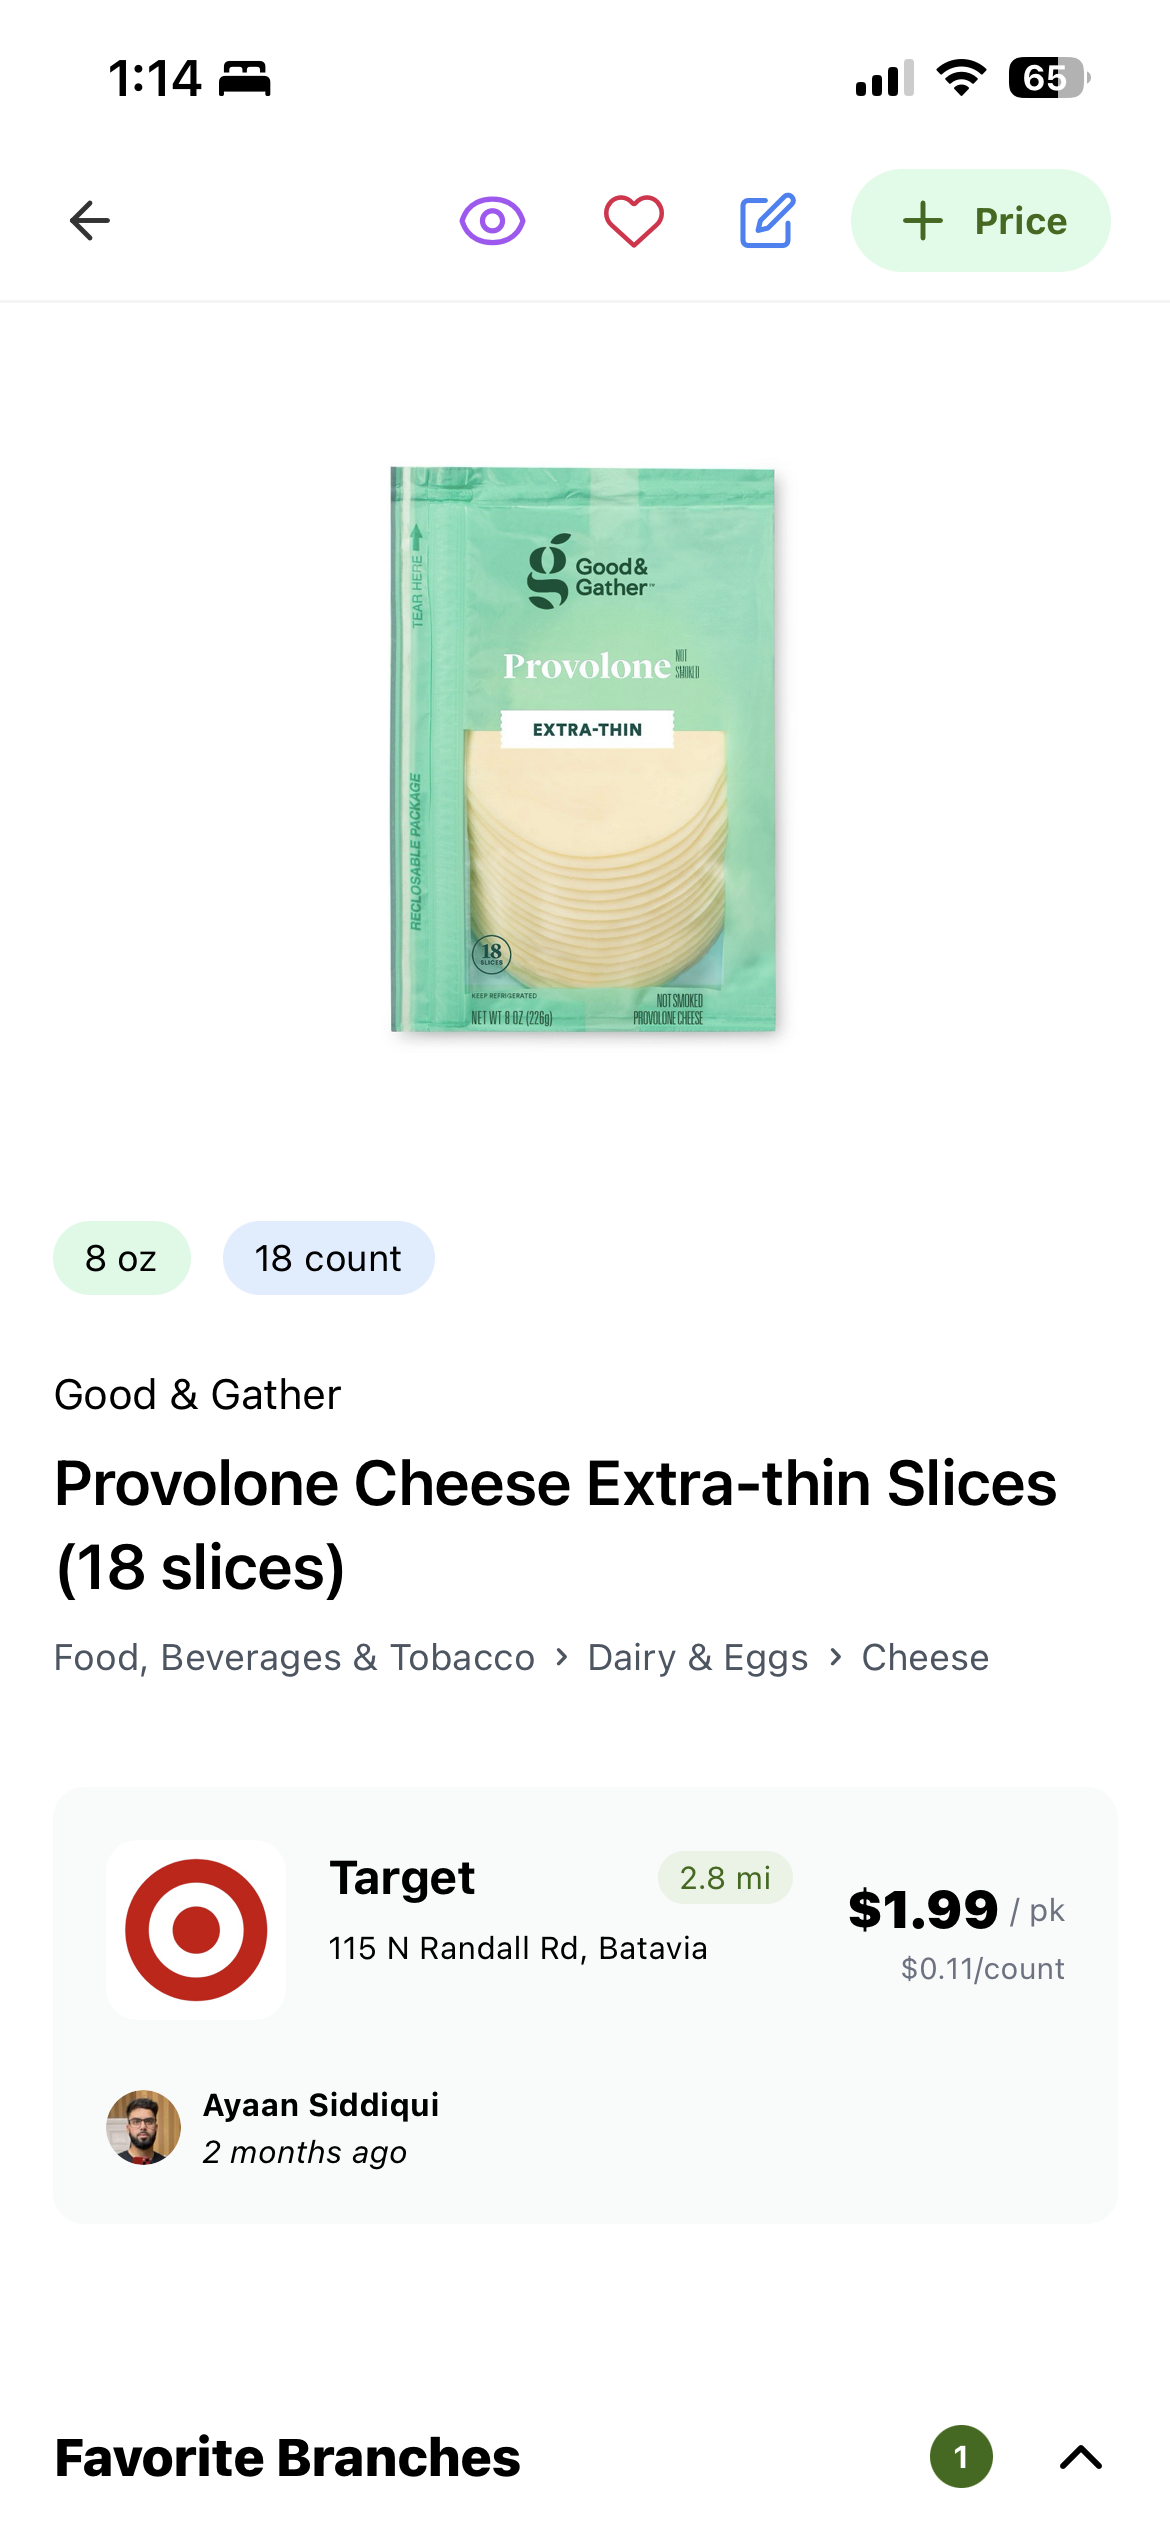 1:14
65
Price
TEAR HERE
RECLOSABLE PACKAGE
Good&
Gather™
Provolone
NOT
SMOKED
EXTRA-THIN
18
SLICES
KEEP REFRIGERATED
NET WT 8 OZ (226g)
NOT SMOKED
PROVOLONE CHEESE
8 oz
18 count
Good & Gather
Provolone Cheese Extra-thin Slices
(18 slices)
Food, Beverages & Tobacco › Dairy & Eggs › Cheese
Target
2.8 mi
115 N Randall Rd, Batavia
$1.99 / pk
$0.11/count
Ayaan Siddiqui
2 months ago
Favorite Branches
1